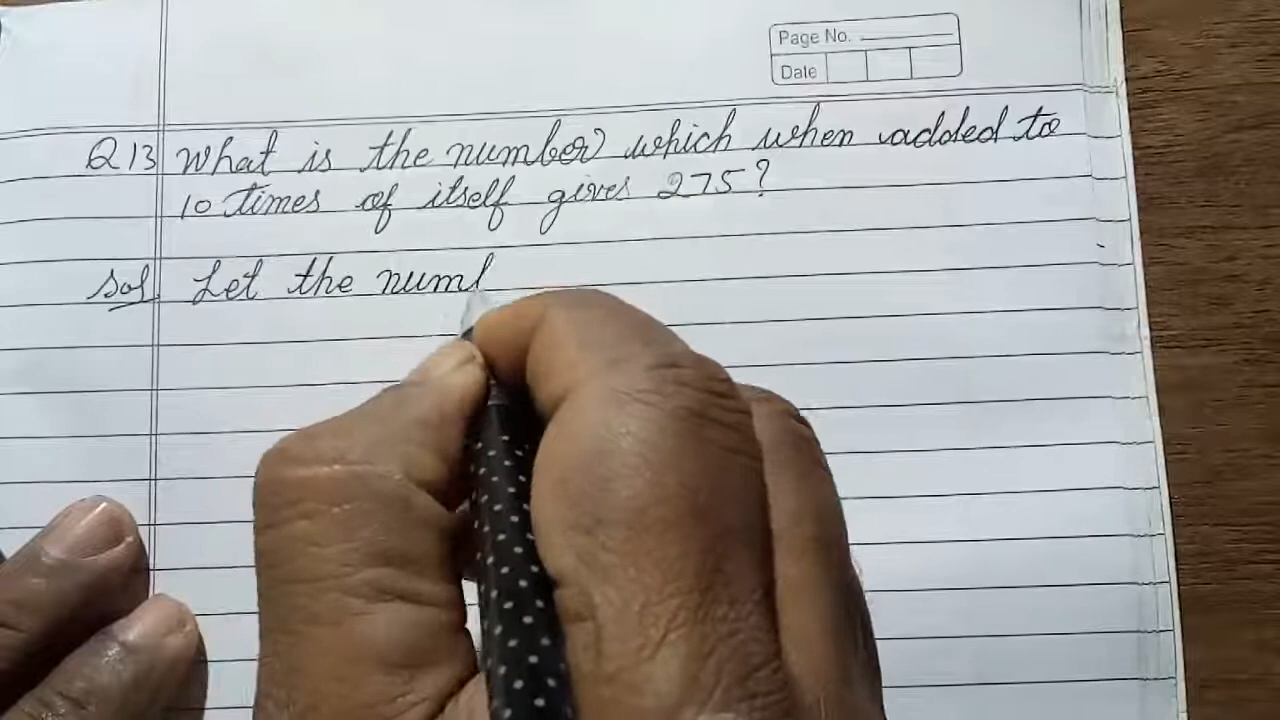 Page No.
Date
Q13 What is the number which when added to
10 times of itself gives 275?
Sol. Let the num